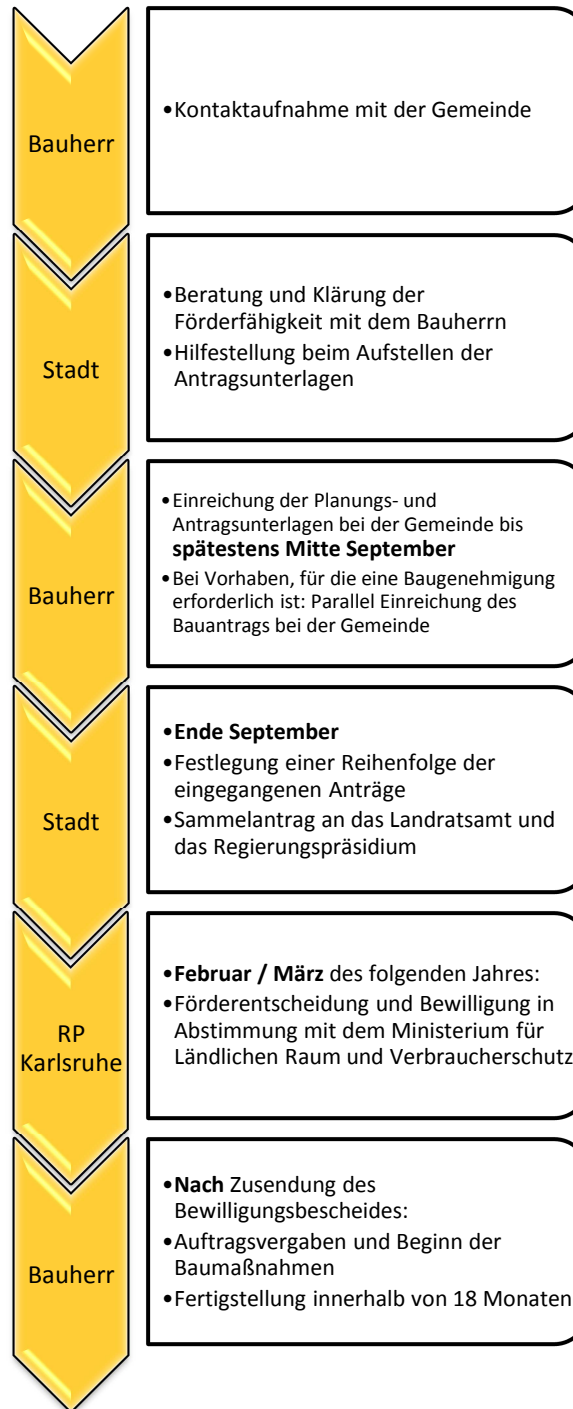 Bauherr
•Kontaktaufnahme mit der Gemeinde
Stadt
•Beratung und Klärung der
Förderfähigkeit mit dem Bauherrn
•Hilfestellung beim Aufstellen der
Antragsunterlagen
Bauherr
•Einreichung der Planungs- und
Antragsunterlagen bei der Gemeinde bis
spätestens Mitte September
•Bei Vorhaben, für die eine Baugenehmigung
erforderlich ist: Parallel Einreichung des
Bauantrags bei der Gemeinde
Stadt
•Ende September
•Festlegung einer Reihenfolge der
eingegangenen Anträge
•Sammelantrag an das Landratsamt und
das Regierungspräsidium
RP
Karlsruhe
•Februar / März des folgenden Jahres:
•Förderentscheidung und Bewilligung in
Abstimmung mit dem Ministerium für
Ländlichen Raum und Verbraucherschutz
Bauherr
•Nach Zusendung des
Bewilligungsbescheides:
•Auftragsvergaben und Beginn der
Baumaßnahmen
•Fertigstellung innerhalb von 18 Monaten